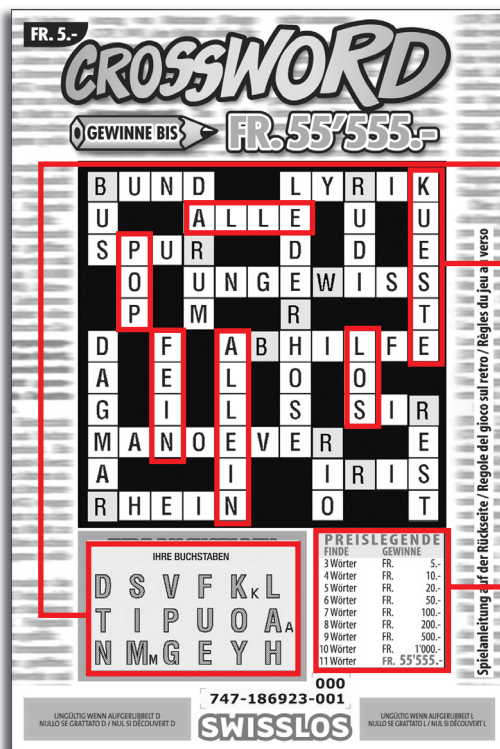 FR. 5.-
CROSSWORD
GEWINNE BIS FR. 55'555.-
B U N D L Y R I K
U A L L E U U
S P U R D D E
O U N G E W I S S
P M R T
D F A B H I L F E
A E L O O
G I L S S I R
M A N O E V E R E
A I I R I S
R H E I N O T
Spielanleitung auf der Rückseite / Regole del gioco sul retro / Règles du jeu au verso
IHRE BUCHSTABEN
D S V F K K L
T I P U O A A
N M M G E Y H
PREISLEGENDE
FINDE GEWINNE
3 Wörter FR. 5.-
4 Wörter FR. 10.-
5 Wörter FR. 20.-
6 Wörter FR. 50.-
7 Wörter FR. 100.-
8 Wörter FR. 200.-
9 Wörter FR. 500.-
10 Wörter FR. 1'000.-
11 Wörter FR. 55'555.-
000
747-186923-001
SWISSLOS
UNGÜLTIG WENN AUFGERUBBELT D
NULLO SE GRATTATO D / NUL SI DÉCOUVERT D
UNGÜLTIG WENN AUFGERUBBELT L
NULLO SE GRATTATO L / NUL SI DÉCOUVERT L